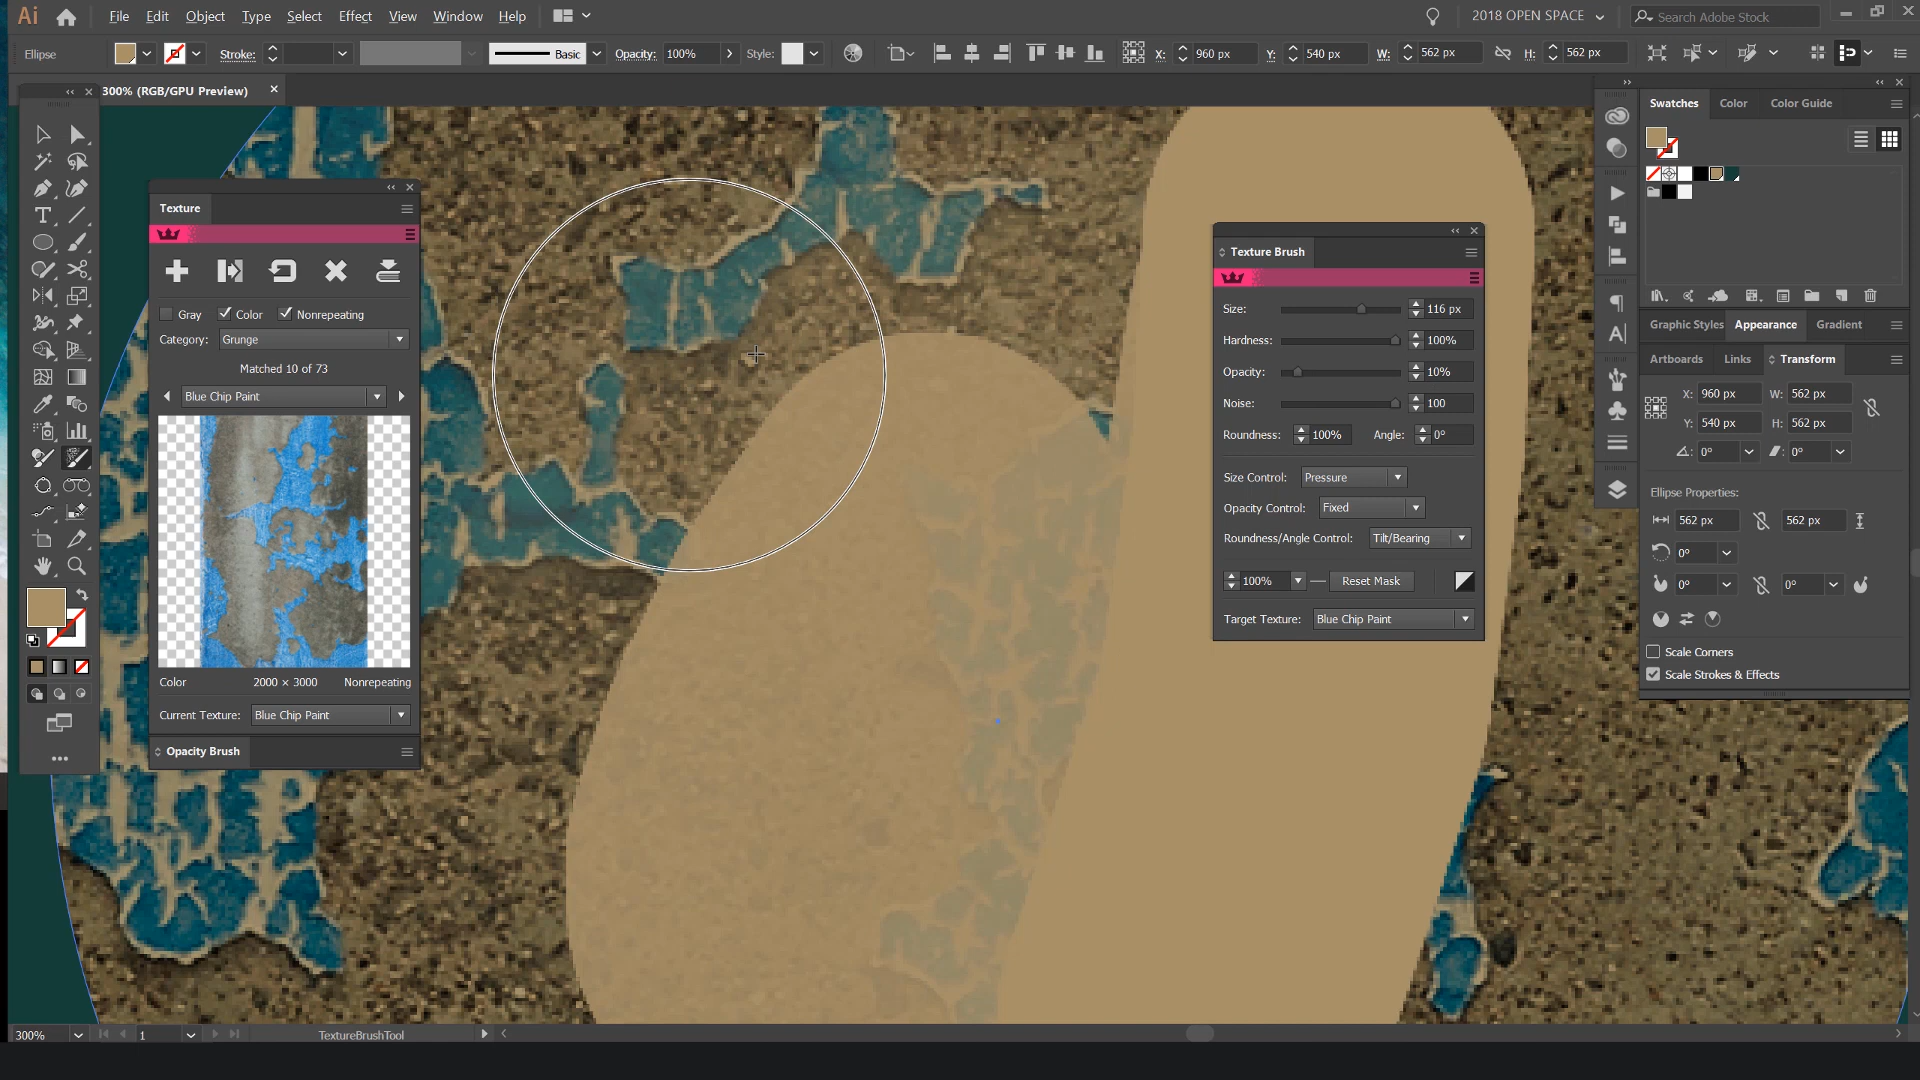 Ai File Edit Object Type Select Effect View Window Help 2018 OPEN SPACE Search Adobe Stock
Ellipse Stroke: Basic Opacity: 100% Style: X: 960 px Y: 540 px W: 562 px H: 562 px
300% (RGB/GPU Preview)
Texture
Gray Color Nonrepeating
Category: Grunge
Matched 10 of 73
Blue Chip Paint
Color 2000 × 3000 Nonrepeating
Current Texture: Blue Chip Paint
Opacity Brush
Texture Brush
Size: 116 px
Hardness: 100%
Opacity: 10%
Noise: 100
Roundness: 100% Angle: 0°
Size Control: Pressure
Opacity Control: Fixed
Roundness/Angle Control: Tilt/Bearing
100% Reset Mask
Target Texture: Blue Chip Paint
Swatches Color Color Guide
Graphic Styles Appearance Gradient
Artboards Links Transform
X: 960 px W: 562 px
Y: 540 px H: 562 px
0° 0°
Ellipse Properties:
562 px 562 px
0°
0° 0°
Scale Corners
Scale Strokes & Effects
300% 1 TextureBrushTool